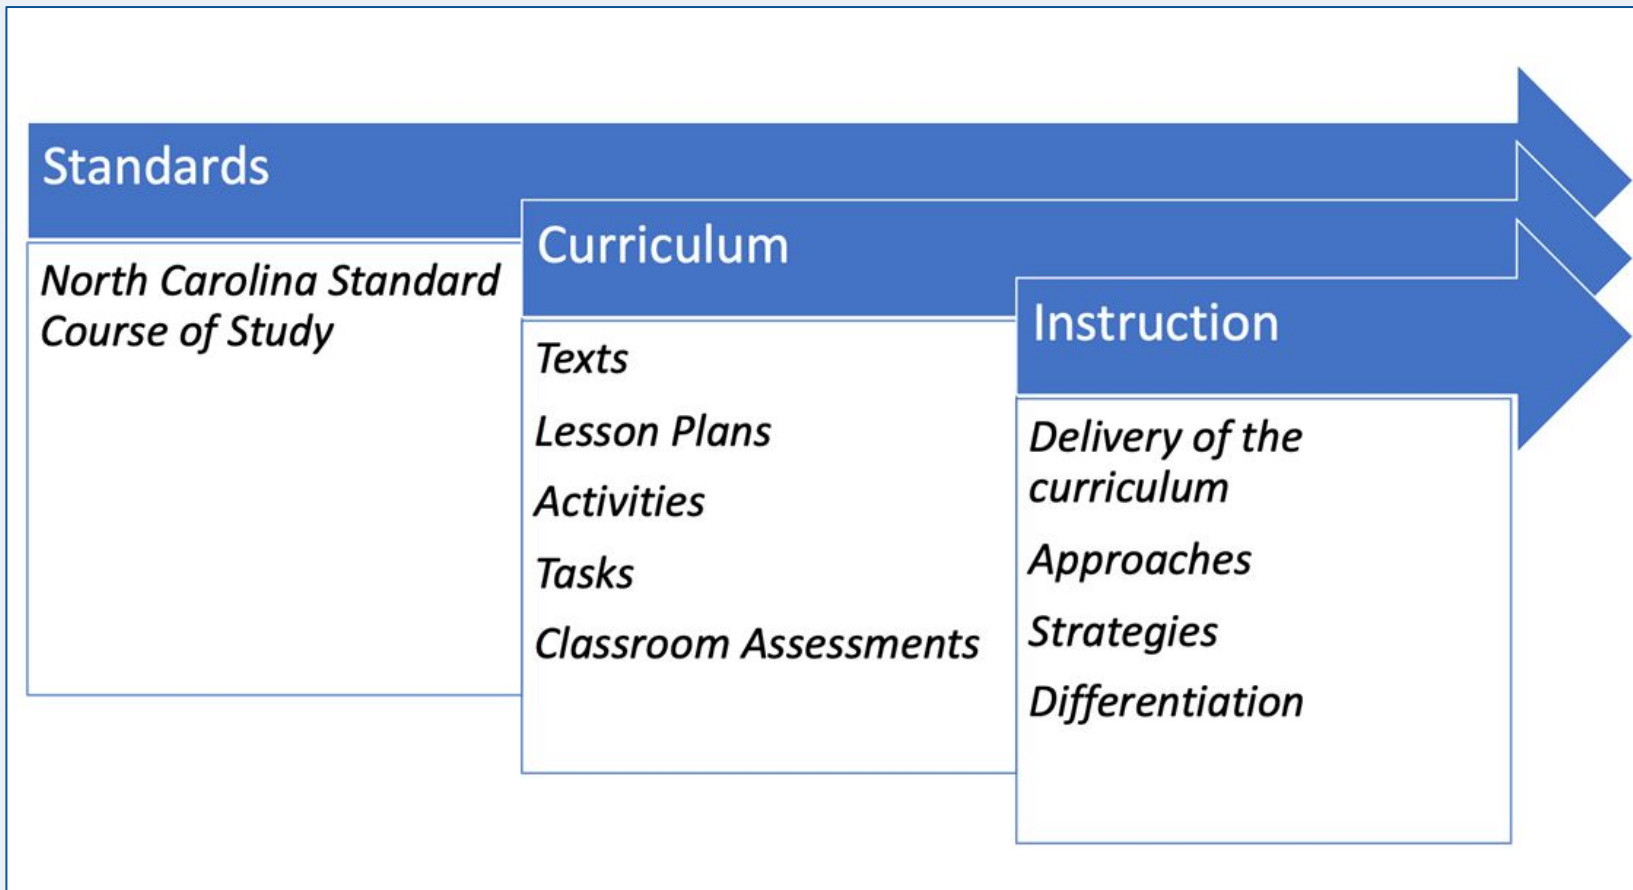 Standards
North Carolina Standard
Course of Study
Curriculum
Texts
Lesson Plans
Activities
Tasks
Classroom Assessments
Instruction
Delivery of the
curriculum
Approaches
Strategies
Differentiation